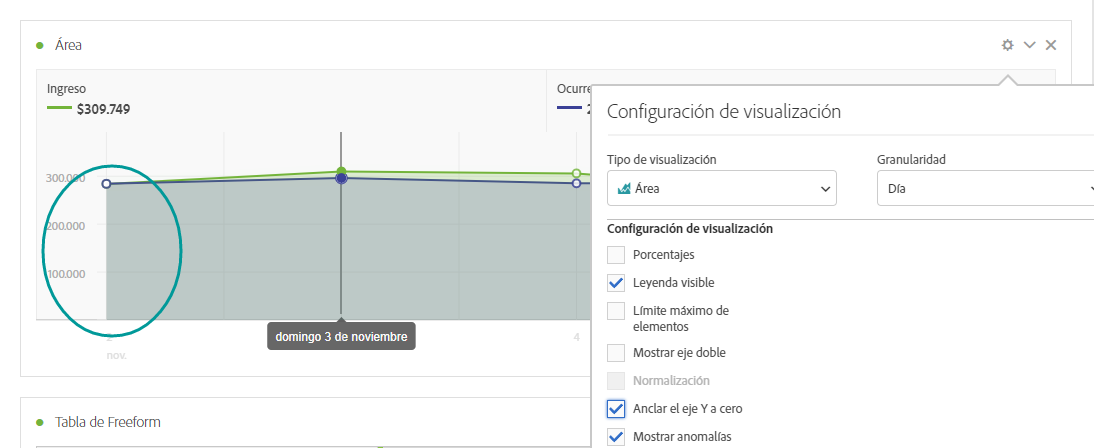 Área
Ingreso
$309.749
Ocurre
300.000
200.000
100.000
domingo 3 de noviembre
2
4
nov.
Configuración de visualización
Tipo de visualización
Granularidad
Área
Día
Configuración de visualización
Porcentajes
Leyenda visible
Límite máximo de
elementos
Mostrar eje doble
Normalización
Anclar el eje Y a cero
Mostrar anomalías
Tabla de Freeform